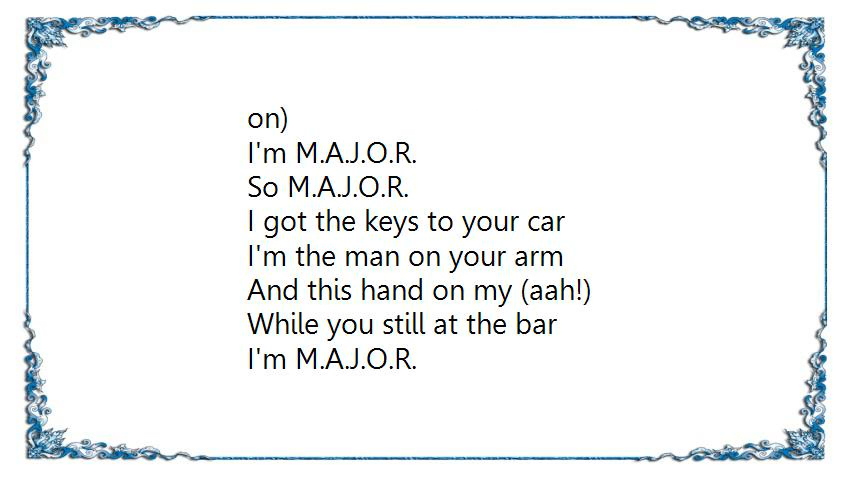 on)
I'm M.A.J.O.R.
So M.A.J.O.R.
I got the keys to your car
I'm the man on your arm
And this hand on my (aah!)
While you still at the bar
I'm M.A.J.O.R.